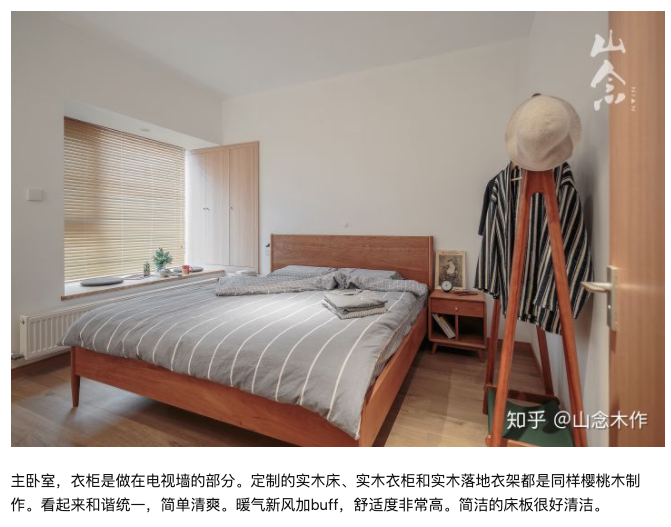 山念
NIAN
知乎 @山念木作
主卧室，衣柜是做在电视墙的部分。定制的实木床、实木衣柜和实木落地衣架都是同样樱桃木制
作。看起来和谐统一，简单清爽。暖气新风加buff，舒适度非常高。简洁的床板很好清洁。